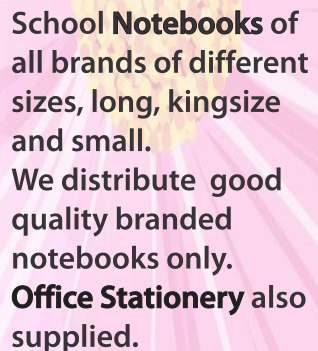 School Notebooks of
all brands of different
sizes, long, kingsize
and small.
We distribute  good
quality branded
notebooks only.
Office Stationery also
supplied.